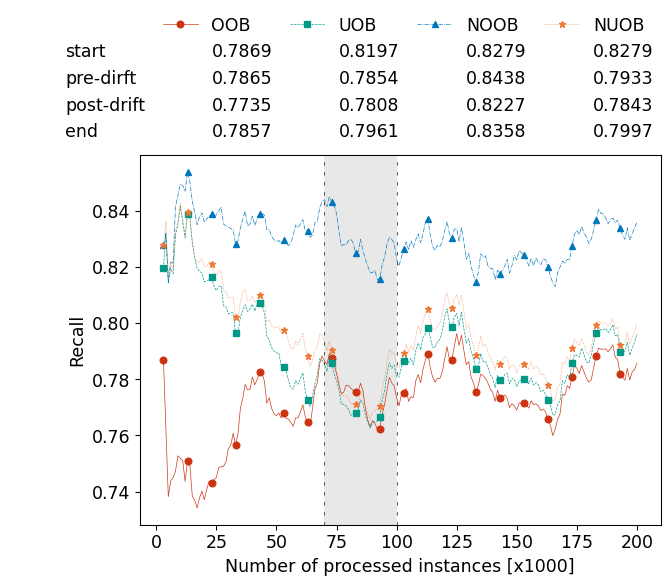 OOB UOB NOOB NUOB
start 0.7869 0.8197 0.8279 0.8279
pre-dirft 0.7865 0.7854 0.8438 0.7933
post-drift 0.7735 0.7808 0.8227 0.7843
end 0.7857 0.7961 0.8358 0.7997
0.84
0.82
0.80
0.78
0.76
0.74
Recall
0 25 50 75 100 125 150 175 200
Number of processed instances [x1000]